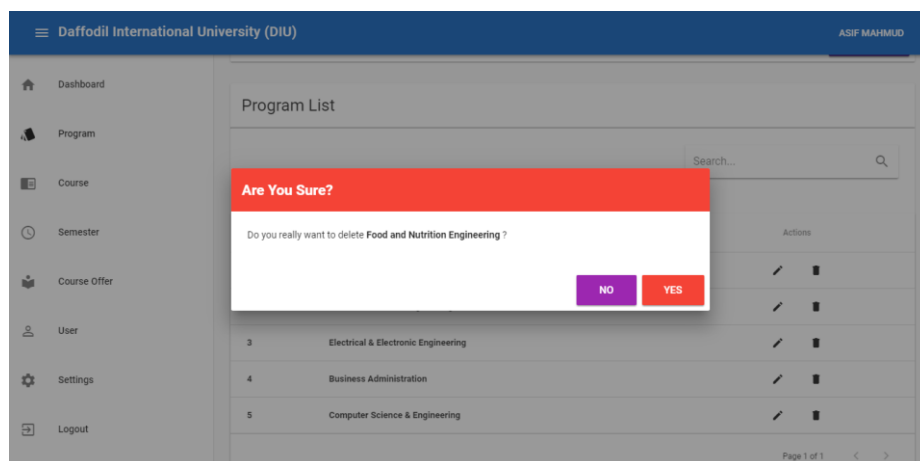 Daffodil International University (DIU)
ASIF MAHMUD
Dashboard
Program
Course
Semester
Course Offer
User
Settings
Logout
Program List
Search...
Actions
Are You Sure?
Do you really want to delete Food and Nutrition Engineering ?
NO
YES
3 Electrical & Electronic Engineering
4 Business Administration
5 Computer Science & Engineering
Page 1 of 1